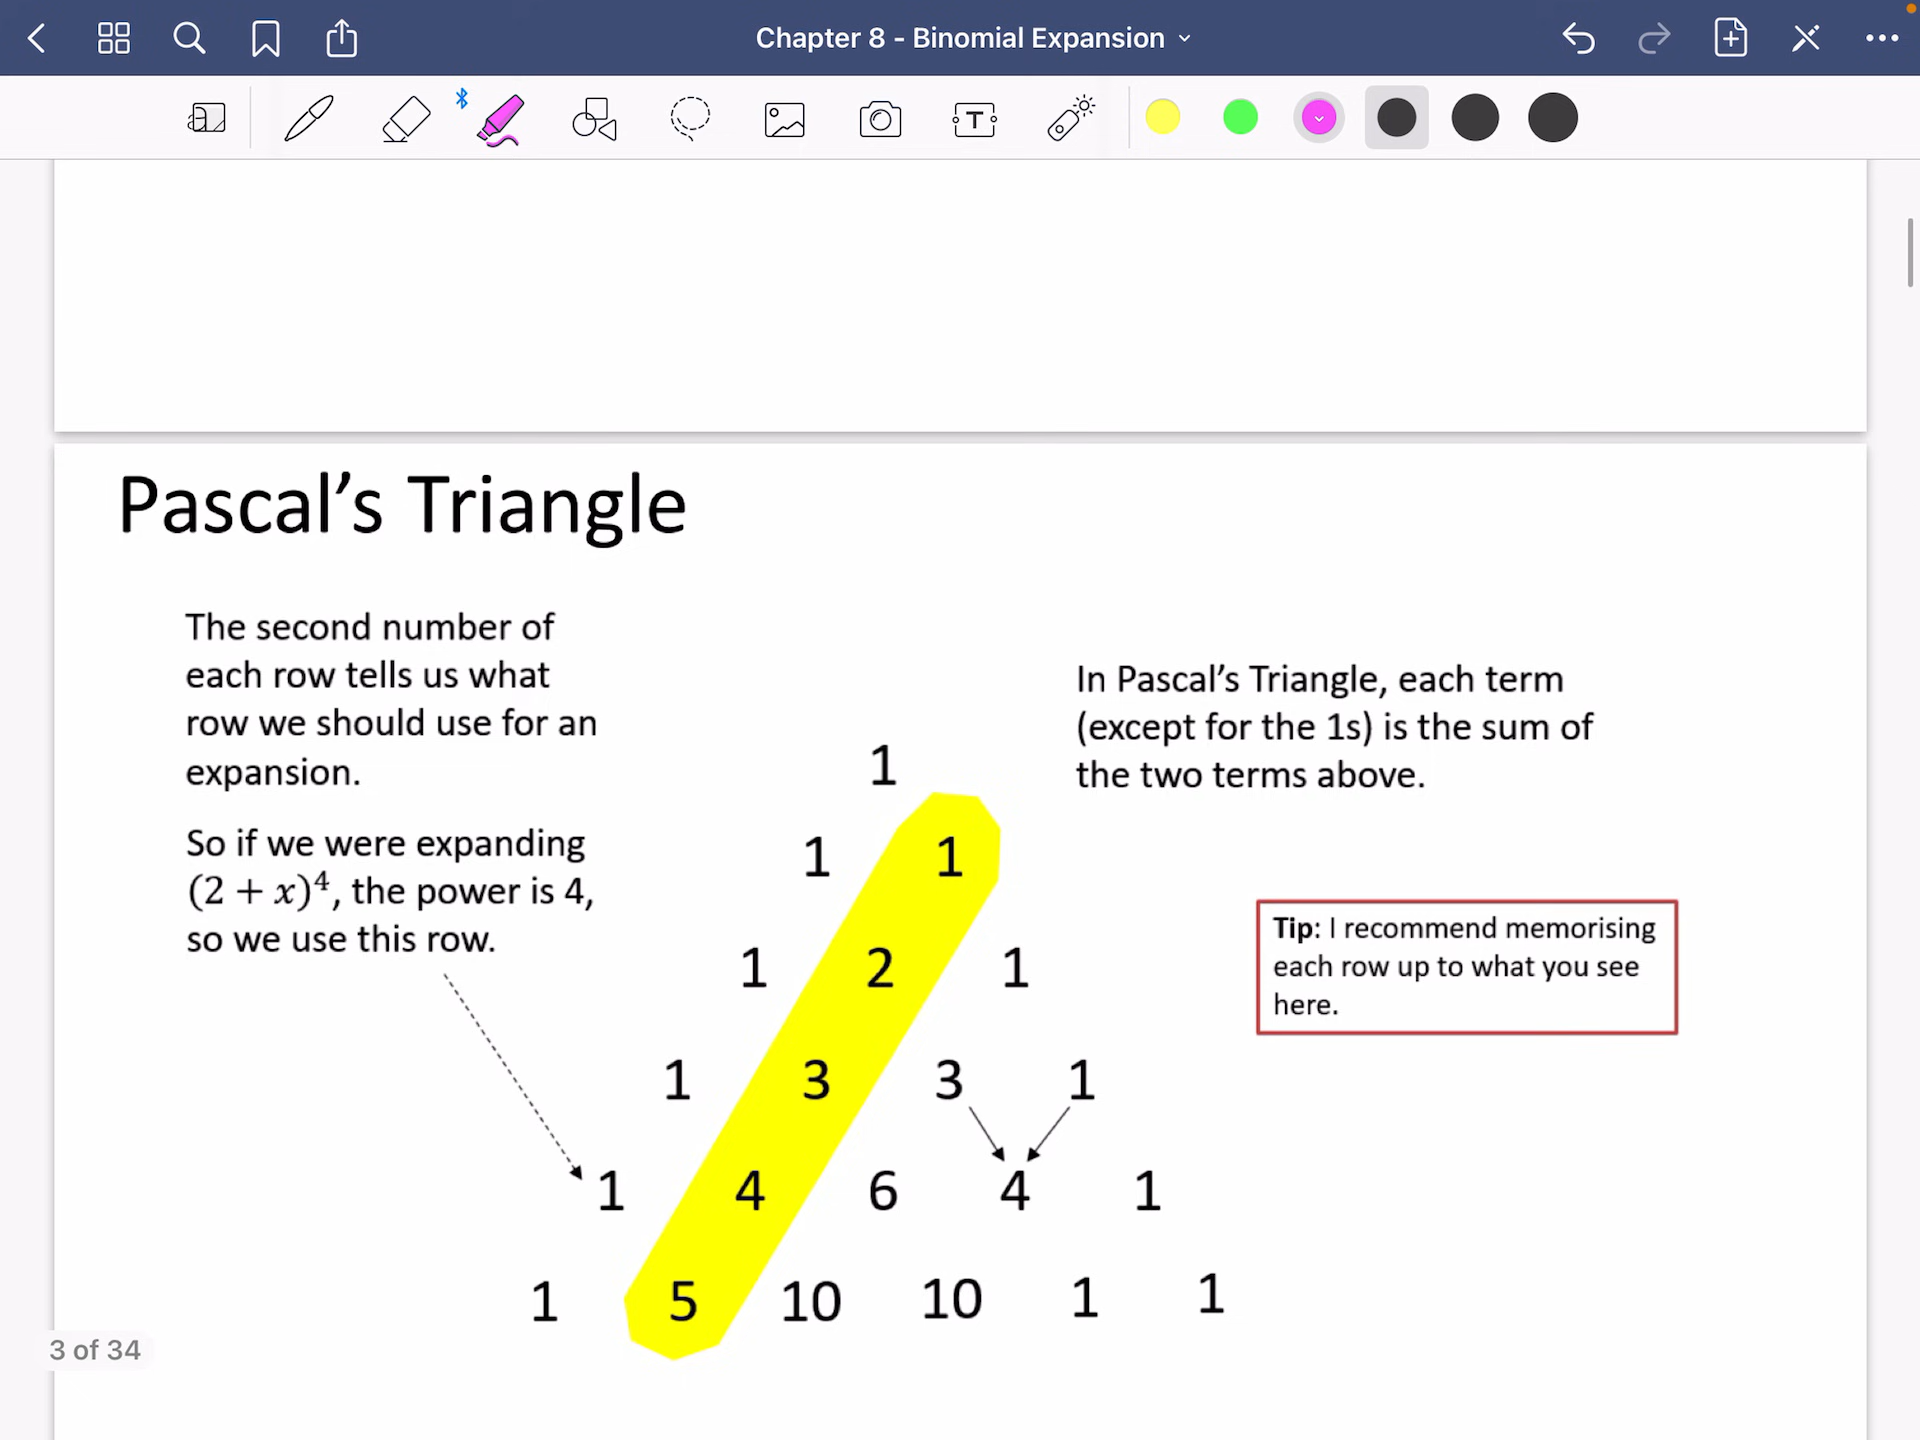 Chapter 8 - Binomial Expansion
a
T
Pascal’s Triangle
The second number of
each row tells us what
row we should use for an
expansion.
So if we were expanding
(2 + x)⁴, the power is 4,
so we use this row.
In Pascal’s Triangle, each term
(except for the 1s) is the sum of
the two terms above.
Tip: I recommend memorising
each row up to what you see
here.
1
1 1
1 2 1
1 3 3 1
1 4 6 4 1
1 5 10 10 1 1
3 of 34